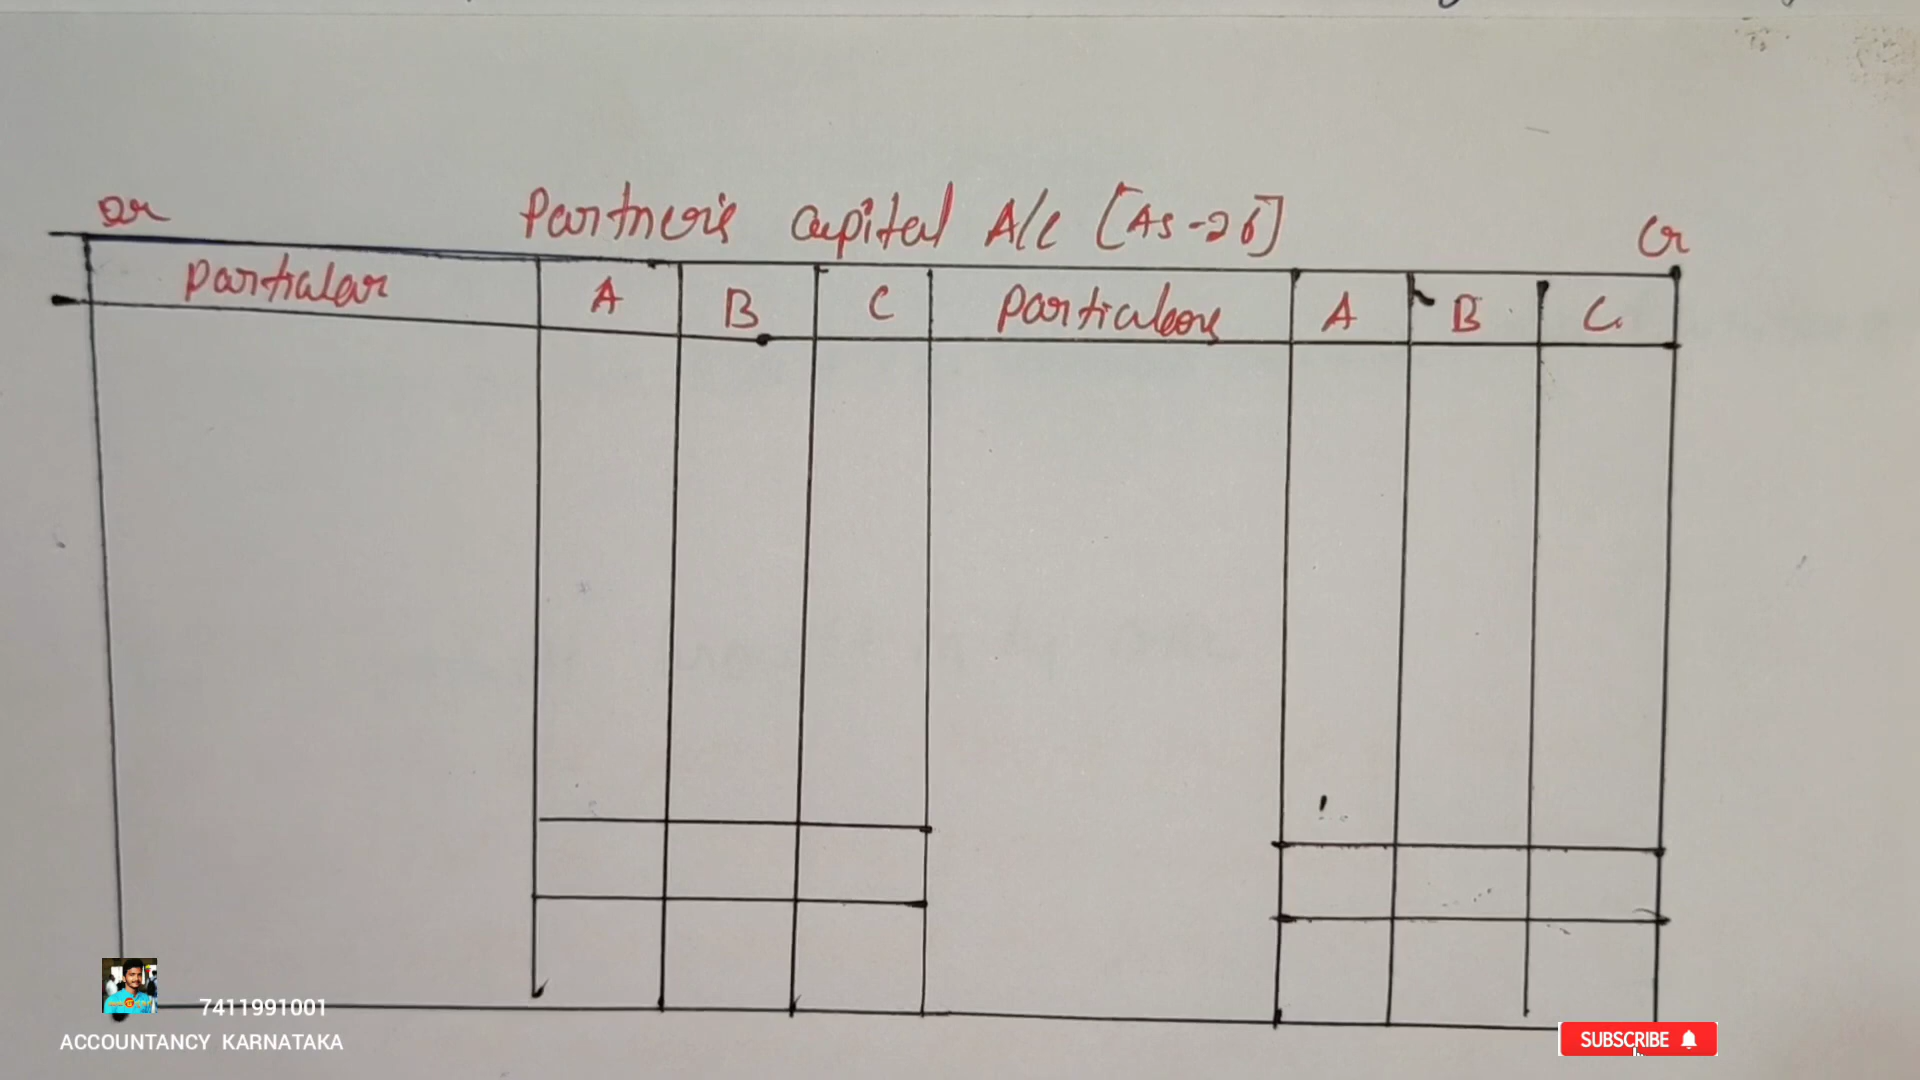 Dr Partner's capital A/c [As-26] Cr
Particular A B C Particulars A B C
7411991001
ACCOUNTANCY KARNATAKA
SUBSCRIBE